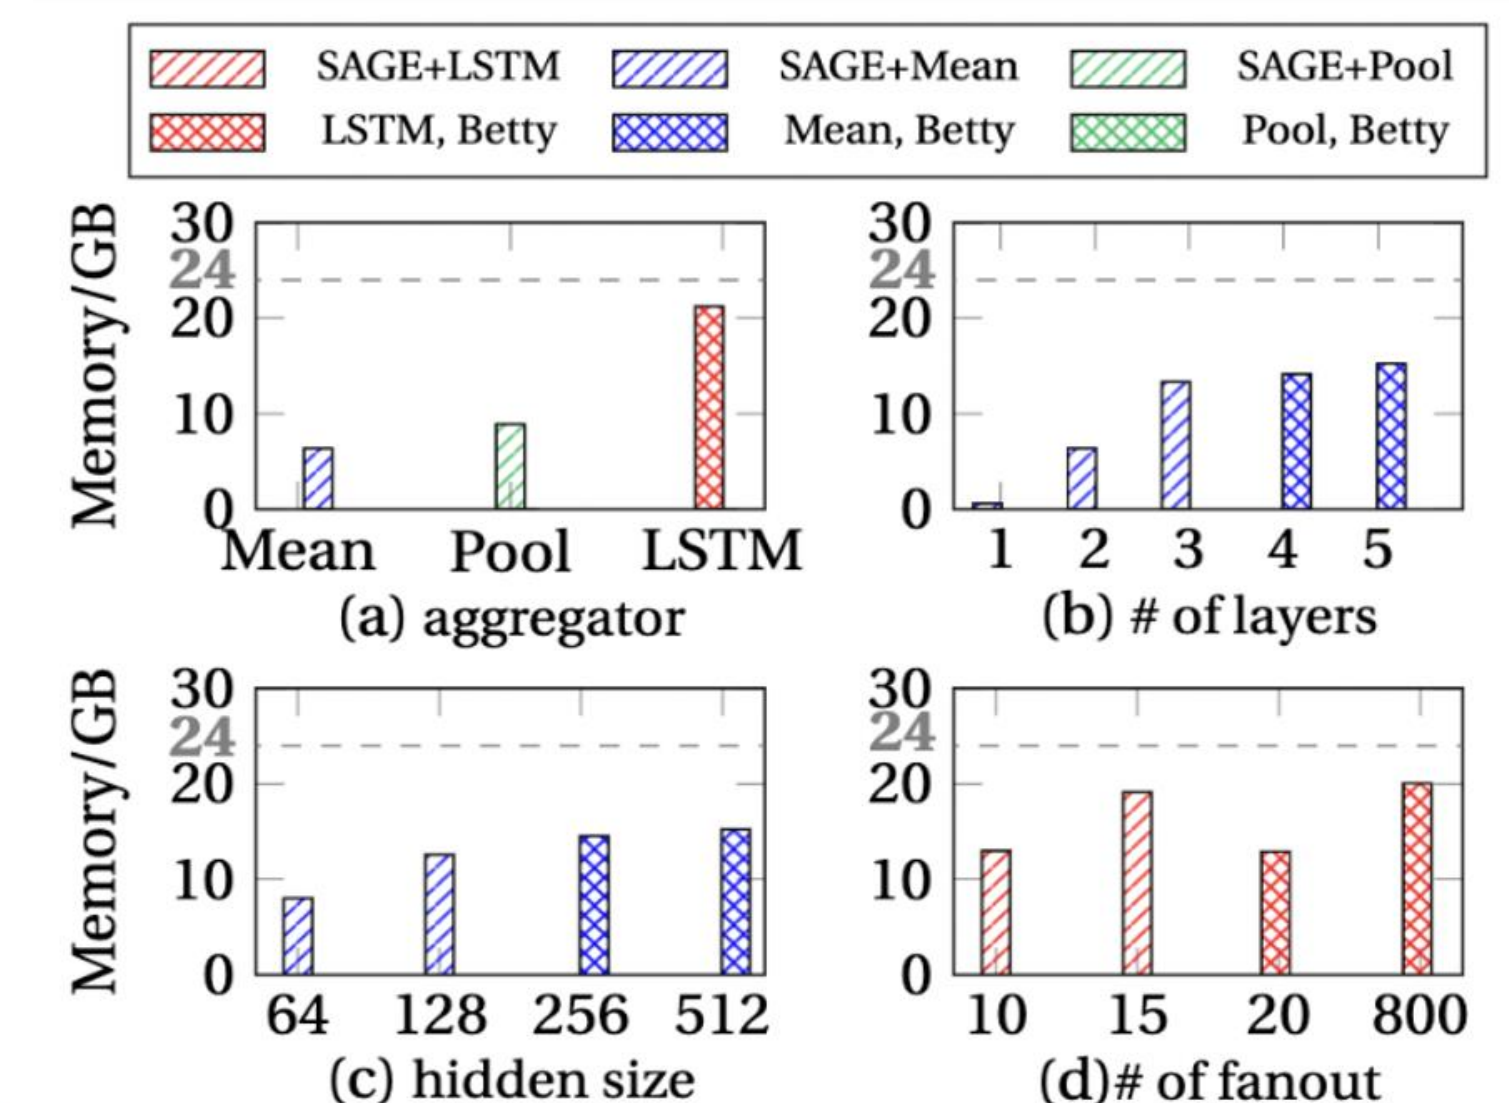 SAGE+LSTM SAGE+Mean SAGE+Pool
LSTM, Betty Mean, Betty Pool, Betty
Memory/GB
30
24
20
10
0
Mean Pool LSTM
(a) aggregator
30
24
20
10
0
1 2 3 4 5
(b) # of layers
Memory/GB
30
24
20
10
0
64 128 256 512
(c) hidden size
30
24
20
10
0
10 15 20 800
(d)# of fanout